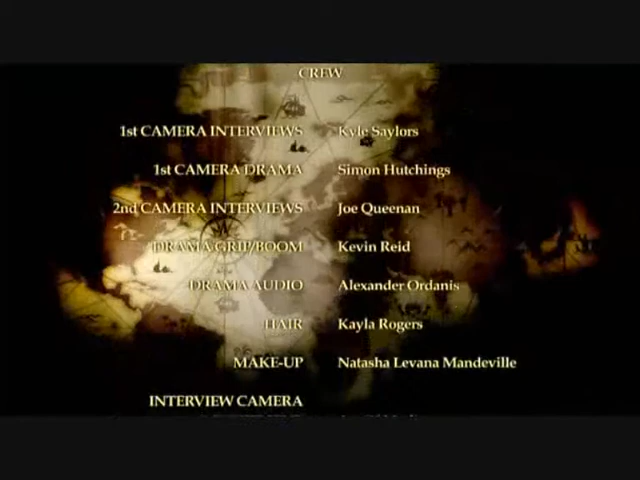 CREW
1st CAMERA INTERVIEWS Kyle Saylors
1st CAMERA DRAMA Simon Hutchings
2nd CAMERA INTERVIEWS Joe Queenan
DRAMA GRIP/BOOM Kevin Reid
DRAMA AUDIO Alexander Ordanis
HAIR Kayla Rogers
MAKE-UP Natasha Levana Mandeville
INTERVIEW CAMERA